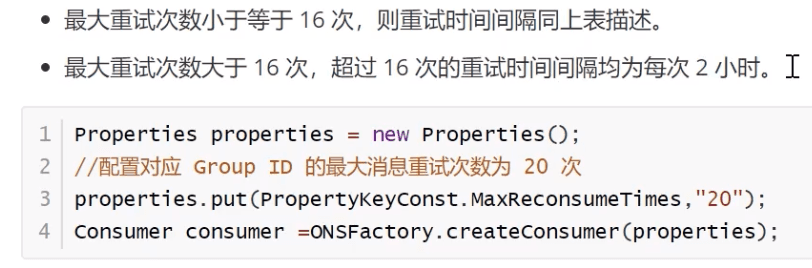 • 最大重试次数小于等于 16 次，则重试时间间隔同上表描述。
• 最大重试次数大于 16 次，超过 16 次的重试时间间隔均为每次 2 小时。
1 Properties properties = new Properties();
2 //配置对应 Group ID 的最大消息重试次数为 20 次
3 properties.put(PropertyKeyConst.MaxReconsumeTimes,"20");
4 Consumer consumer =ONSFactory.createConsumer(properties);